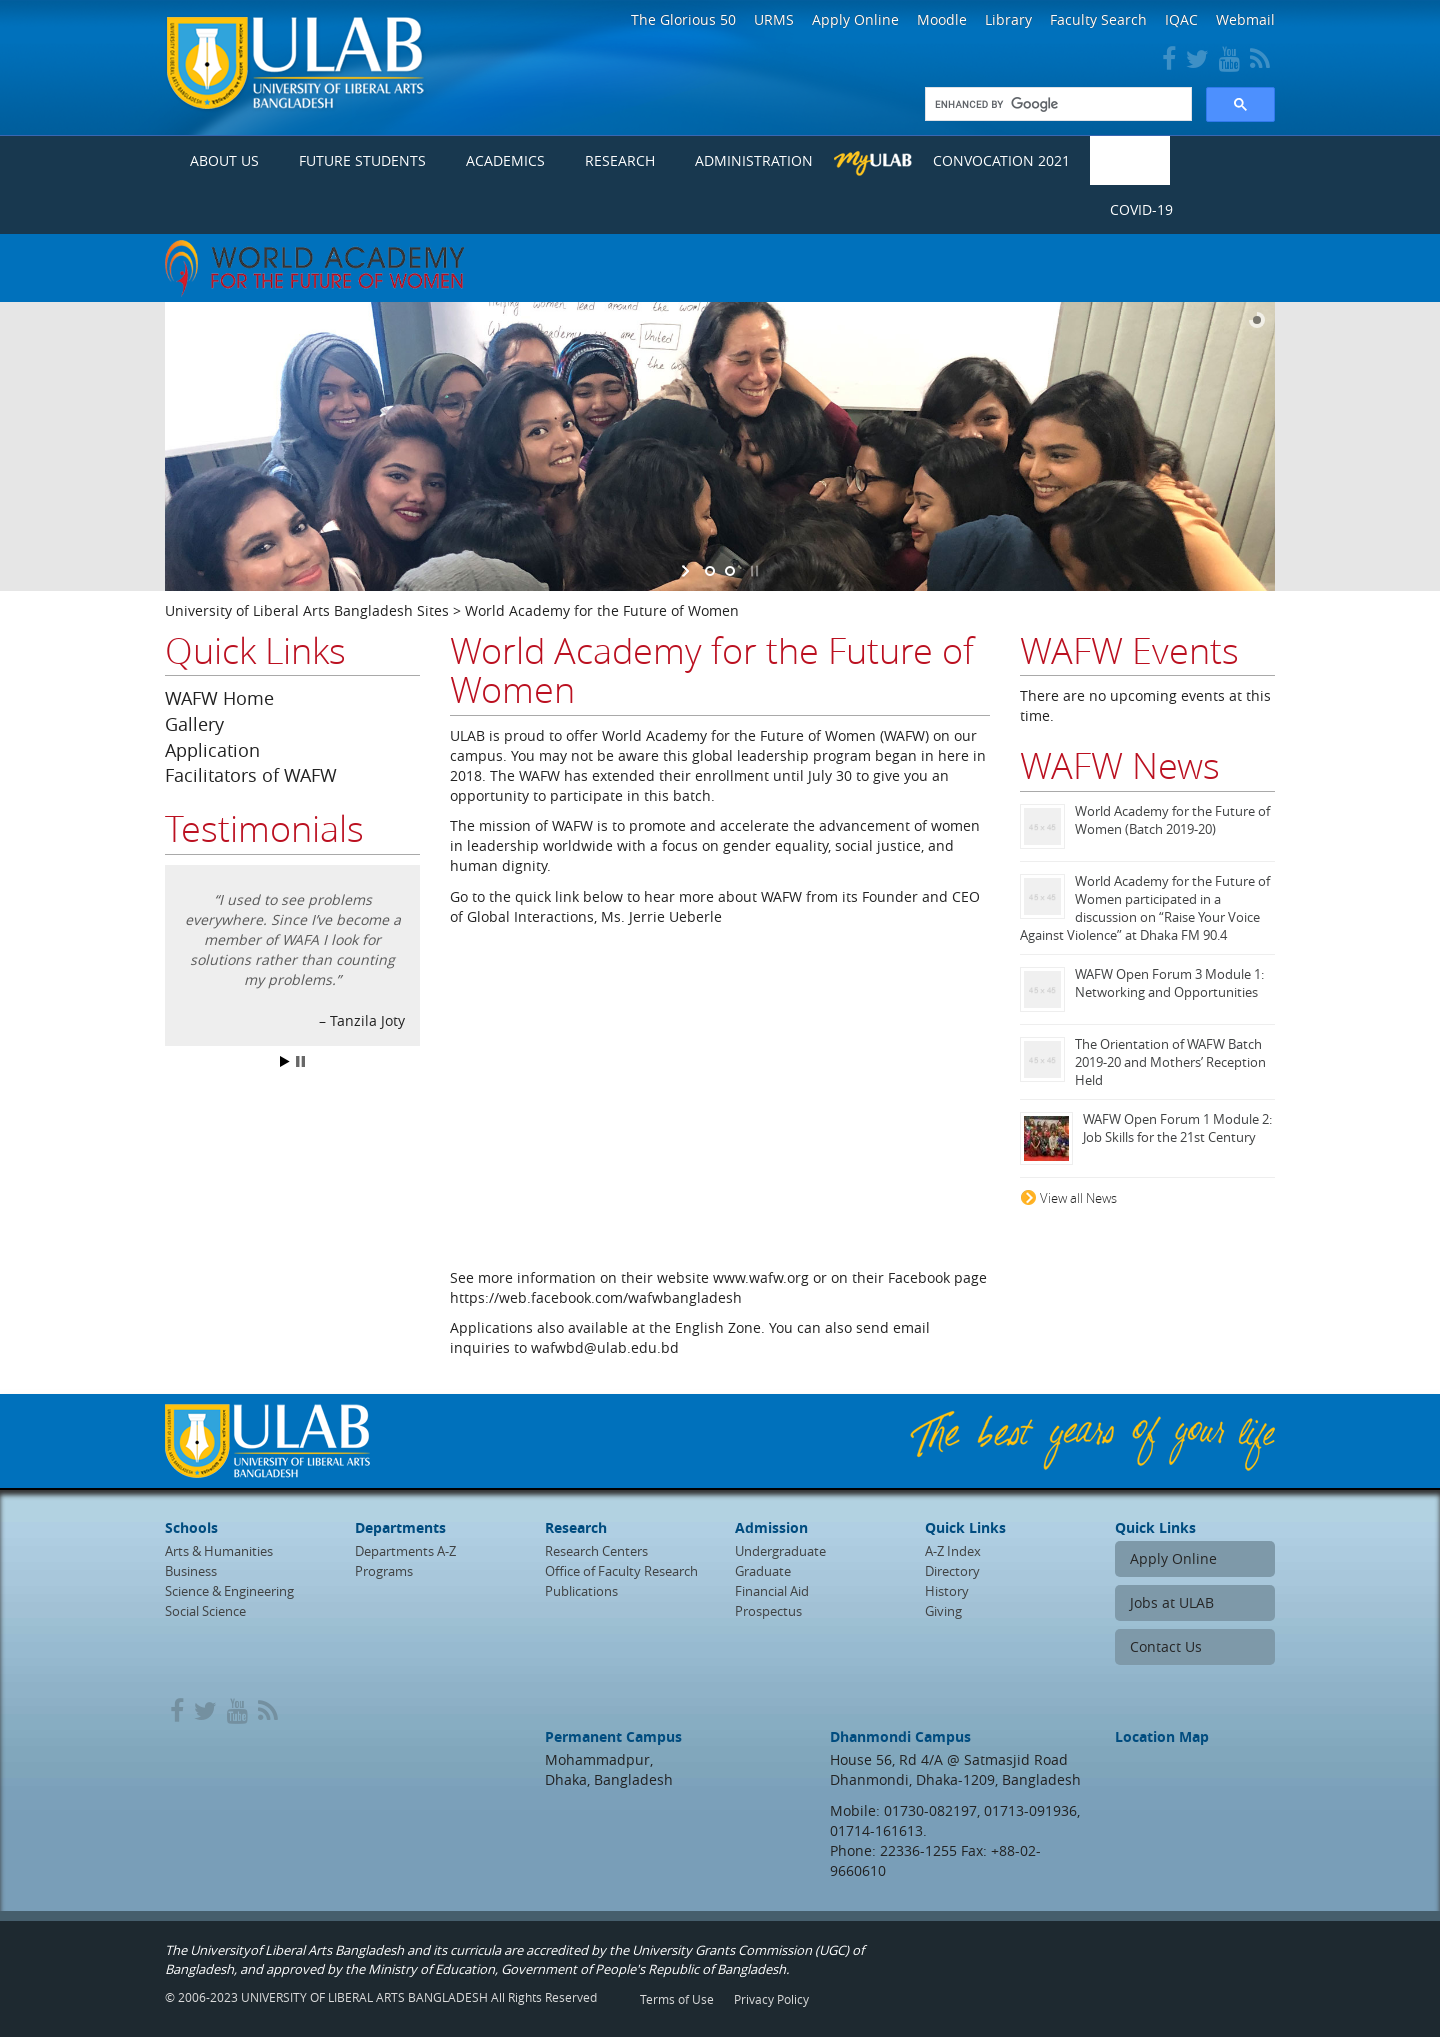 The Glorious 50 URMS Apply Online Moodle Library Faculty Search IQAC Webmail
ULAB
UNIVERSITY OF LIBERAL ARTS
BANGLADESH
ENHANCED BY Google
ABOUT US FUTURE STUDENTS ACADEMICS RESEARCH ADMINISTRATION MyULAB CONVOCATION 2021
COVID-19
WORLD ACADEMY
FOR THE FUTURE OF WOMEN
University of Liberal Arts Bangladesh Sites > World Academy for the Future of Women
Quick Links
WAFW Home
Gallery
Application
Facilitators of WAFW
Testimonials
“I used to see problems
everywhere. Since I’ve become a
member of WAFA I look for
solutions rather than counting
my problems.”
– Tanzila Joty
World Academy for the Future of
Women
ULAB is proud to offer World Academy for the Future of Women (WAFW) on our
campus. You may not be aware this global leadership program began in here in
2018. The WAFW has extended their enrollment until July 30 to give you an
opportunity to participate in this batch.
The mission of WAFW is to promote and accelerate the advancement of women
in leadership worldwide with a focus on gender equality, social justice, and
human dignity.
Go to the quick link below to hear more about WAFW from its Founder and CEO
of Global Interactions, Ms. Jerrie Ueberle
See more information on their website www.wafw.org or on their Facebook page
https://web.facebook.com/wafwbangladesh
Applications also available at the English Zone. You can also send email
inquiries to wafwbd@ulab.edu.bd
WAFW Events
There are no upcoming events at this
time.
WAFW News
45 x 45
World Academy for the Future of
Women (Batch 2019-20)
45 x 45
World Academy for the Future of
Women participated in a
discussion on “Raise Your Voice
Against Violence” at Dhaka FM 90.4
45 x 45
WAFW Open Forum 3 Module 1:
Networking and Opportunities
45 x 45
The Orientation of WAFW Batch
2019-20 and Mothers’ Reception
Held
WAFW Open Forum 1 Module 2:
Job Skills for the 21st Century
View all News
ULAB
UNIVERSITY OF LIBERAL ARTS
BANGLADESH
The best years of your life
Schools
Arts & Humanities
Business
Science & Engineering
Social Science
Departments
Departments A-Z
Programs
Research
Research Centers
Office of Faculty Research
Publications
Admission
Undergraduate
Graduate
Financial Aid
Prospectus
Quick Links
A-Z Index
Directory
History
Giving
Quick Links
Apply Online
Jobs at ULAB
Contact Us
Permanent Campus
Mohammadpur,
Dhaka, Bangladesh
Dhanmondi Campus
House 56, Rd 4/A @ Satmasjid Road
Dhanmondi, Dhaka-1209, Bangladesh
Mobile: 01730-082197, 01713-091936,
01714-161613.
Phone: 22336-1255 Fax: +88-02-
9660610
Location Map
The Universityof Liberal Arts Bangladesh and its curricula are accredited by the University Grants Commission (UGC) of
Bangladesh, and approved by the Ministry of Education, Government of People's Republic of Bangladesh.
© 2006-2023 UNIVERSITY OF LIBERAL ARTS BANGLADESH All Rights Reserved
Terms of Use Privacy Policy